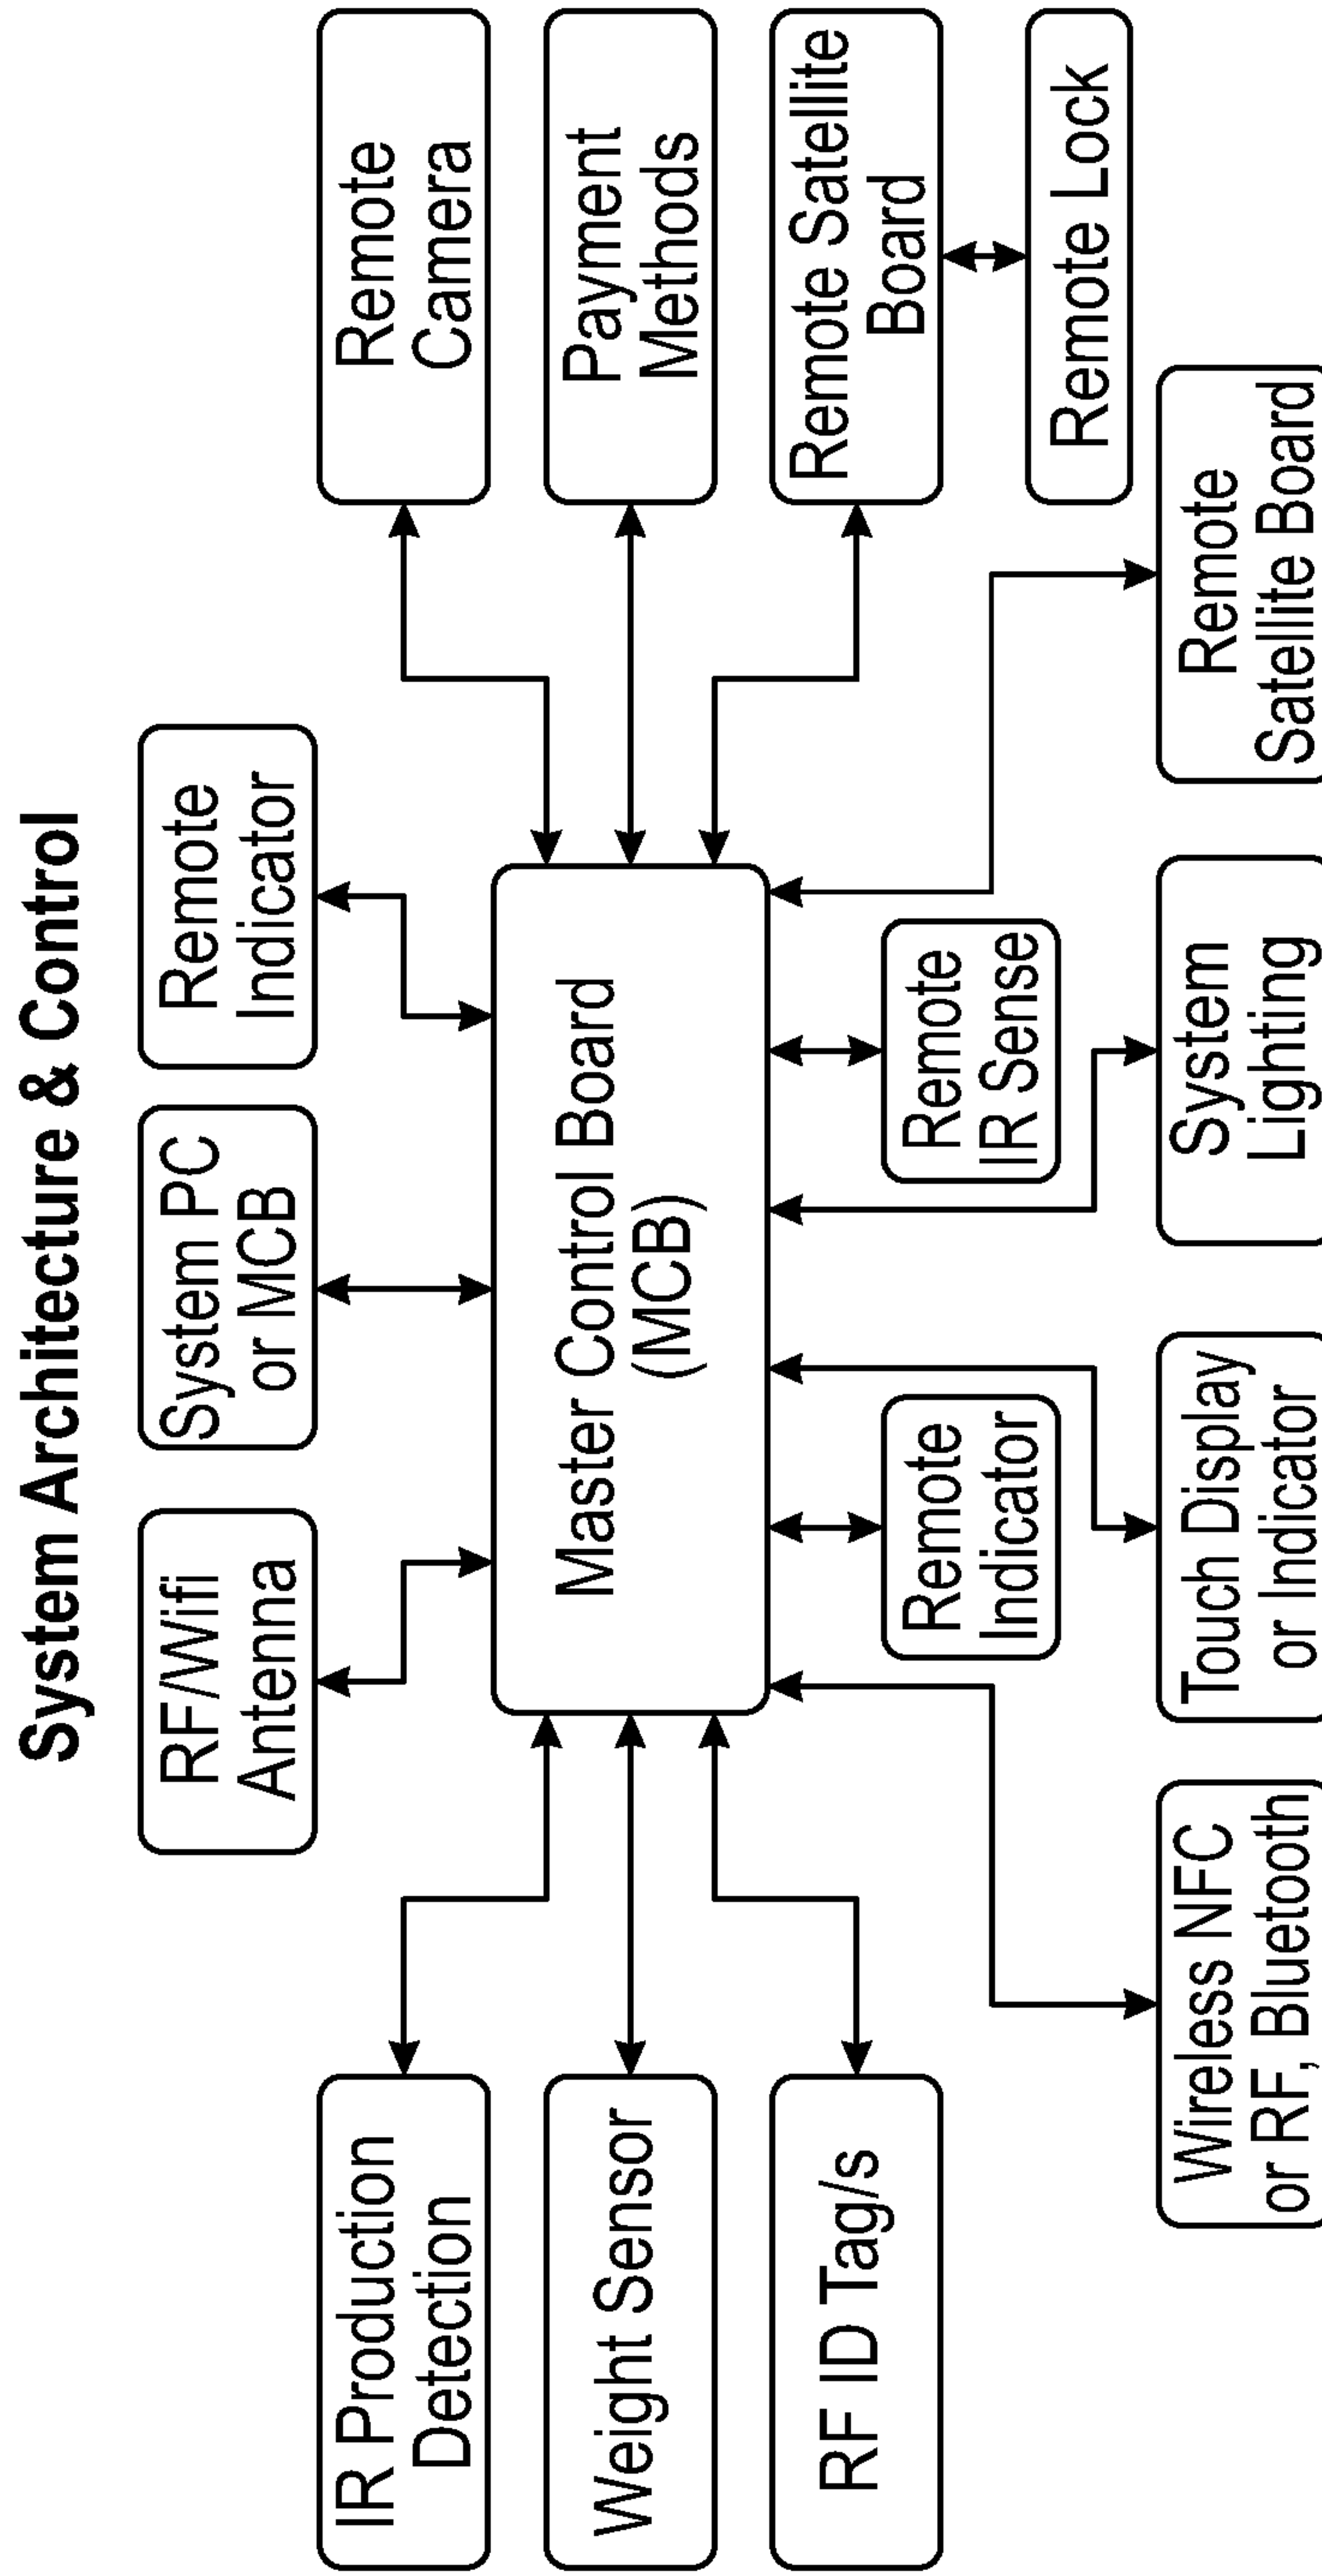 System Architecture & Control
RF/Wifi
Antenna
System PC
or MCB
Remote
Indicator
IR Production
Detection
Weight Sensor
RF ID Tag/s
Master Control Board
(MCB)
Remote
Camera
Payment
Methods
Remote Satellite
Board
Remote Lock
Remote
Indicator
Remote
IR Sense
Wireless NFC
or RF, Bluetooth
Touch Display
or Indicator
System
Lighting
Remote
Satellite Board